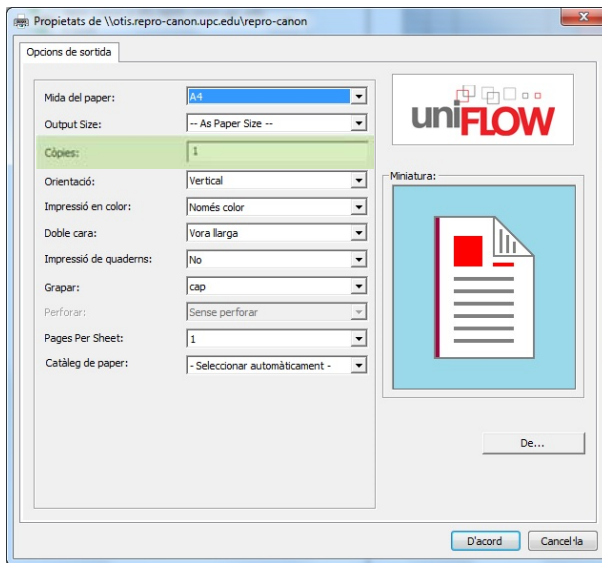 Propietats de \\otis.repro-canon.upc.edu\repro-canon
Opcions de sortida
Mida del paper: A4
Output Size: -- As Paper Size --
Còpies: 1
Orientació: Vertical
Impressió en color: Només color
Doble cara: Vora llarga
Impressió de quaderns: No
Grapar: cap
Perforar: Sense perforar
Pages Per Sheet: 1
Catàleg de paper: - Seleccionar automàticament -
uniFLOW
Miniatura:
De...
D'acord
Cancel·la